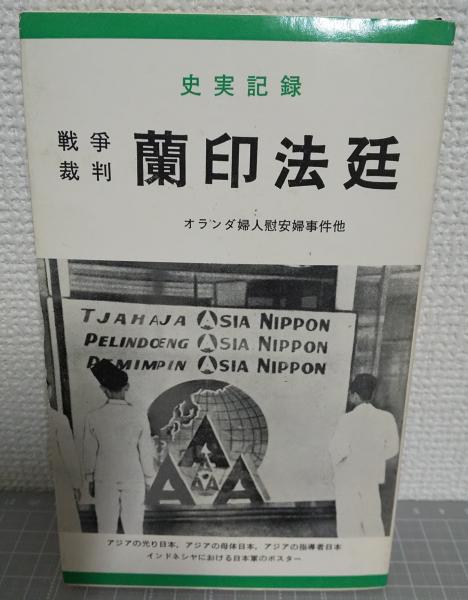 史実記録
戦争裁判 蘭印法廷
オランダ婦人慰安婦事件他
TJAHAJA ASIA NIPPON
PELINDOENG ASIA NIPPON
PEMIMPIN ASIA NIPPON
AAA
A A
アジアの光り日本、アジアの母体日本、アジアの指導者日本
インドネシヤにおける日本軍のポスター